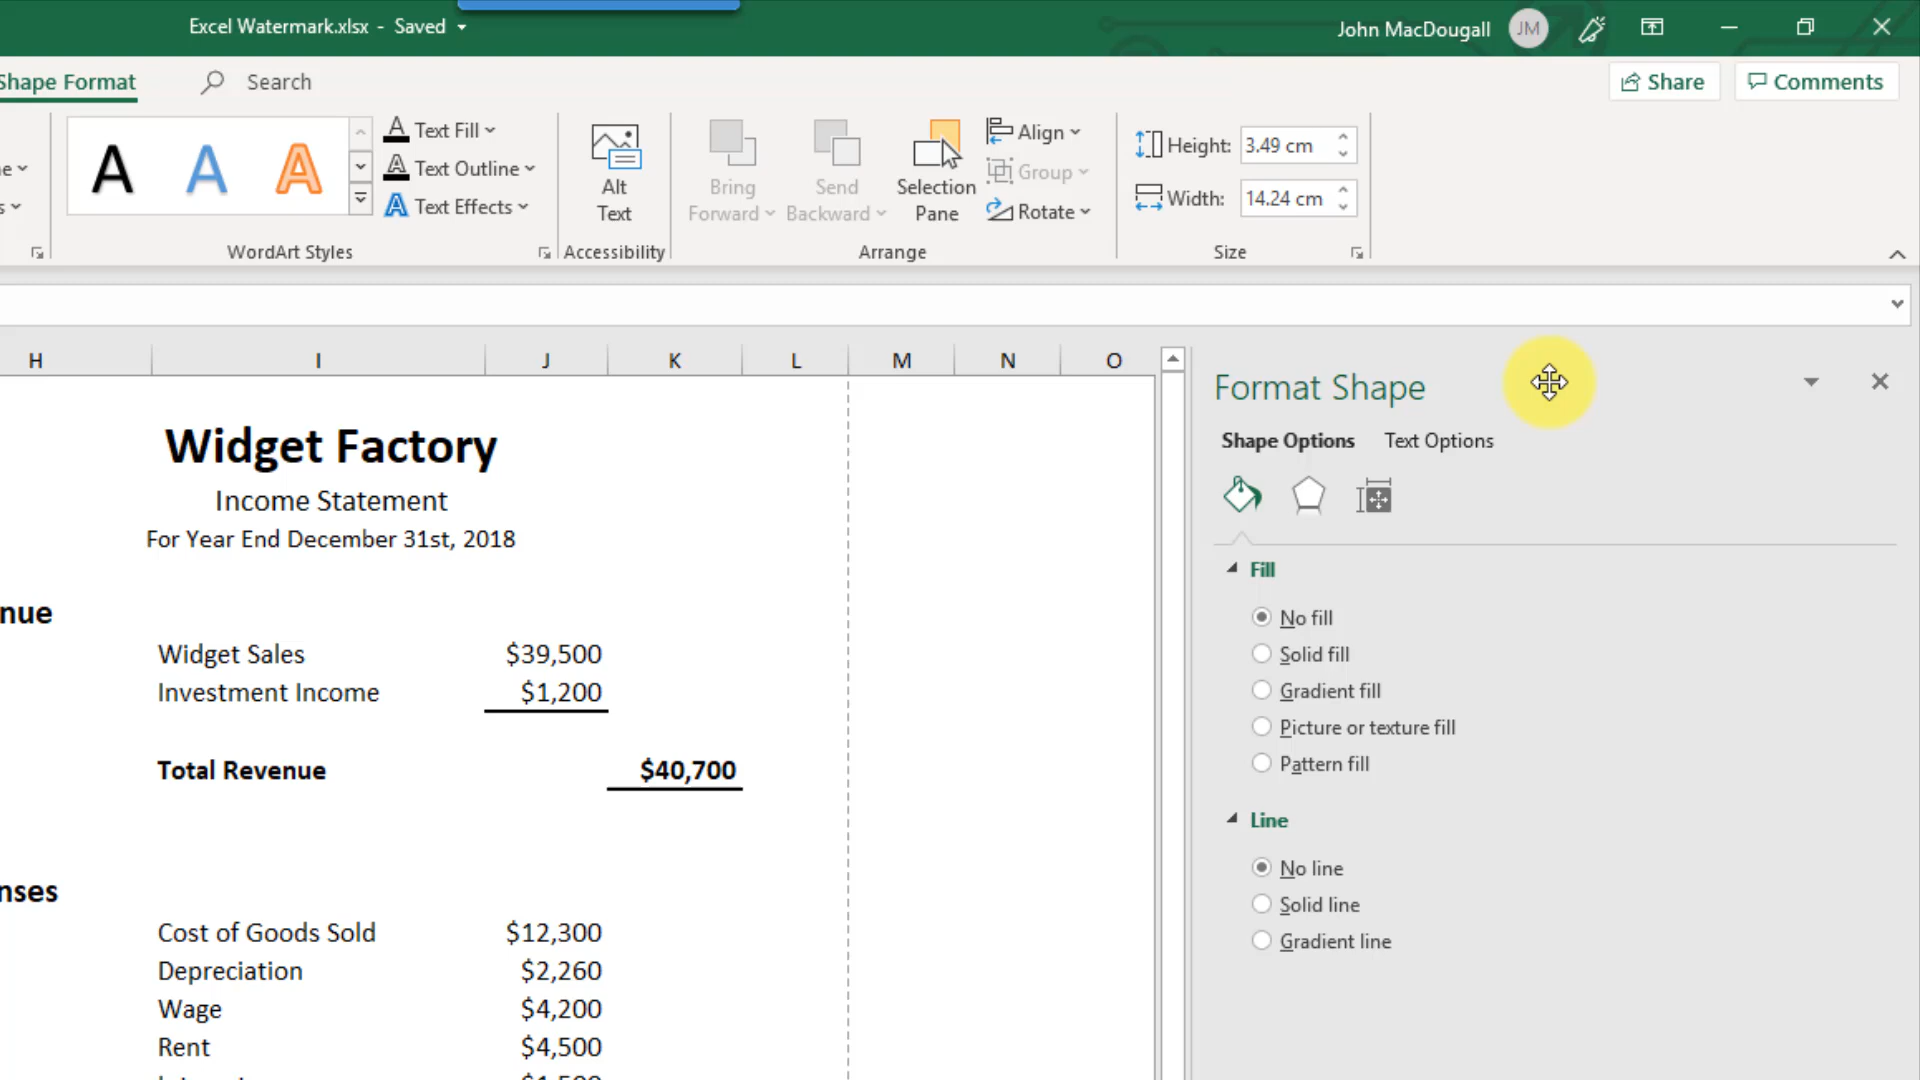 Excel Watermark.xlsx - Saved
John MacDougall JM
Shape Format Search
Share Comments
A A A
Text Fill
Text Outline
Text Effects
WordArt Styles
Alt
Text
Accessibility
Bring
Forward
Send
Backward
Selection
Pane
Align
Group
Rotate
Arrange
Height: 3.49 cm
Width: 14.24 cm
Size
H I J K L M N O
Widget Factory
Income Statement
For Year End December 31st, 2018
nue
Widget Sales $39,500
Investment Income $1,200
Total Revenue $40,700
nses
Cost of Goods Sold $12,300
Depreciation $2,260
Wage $4,200
Rent $4,500
Format Shape
Shape Options Text Options
Fill
No fill
Solid fill
Gradient fill
Picture or texture fill
Pattern fill
Line
No line
Solid line
Gradient line